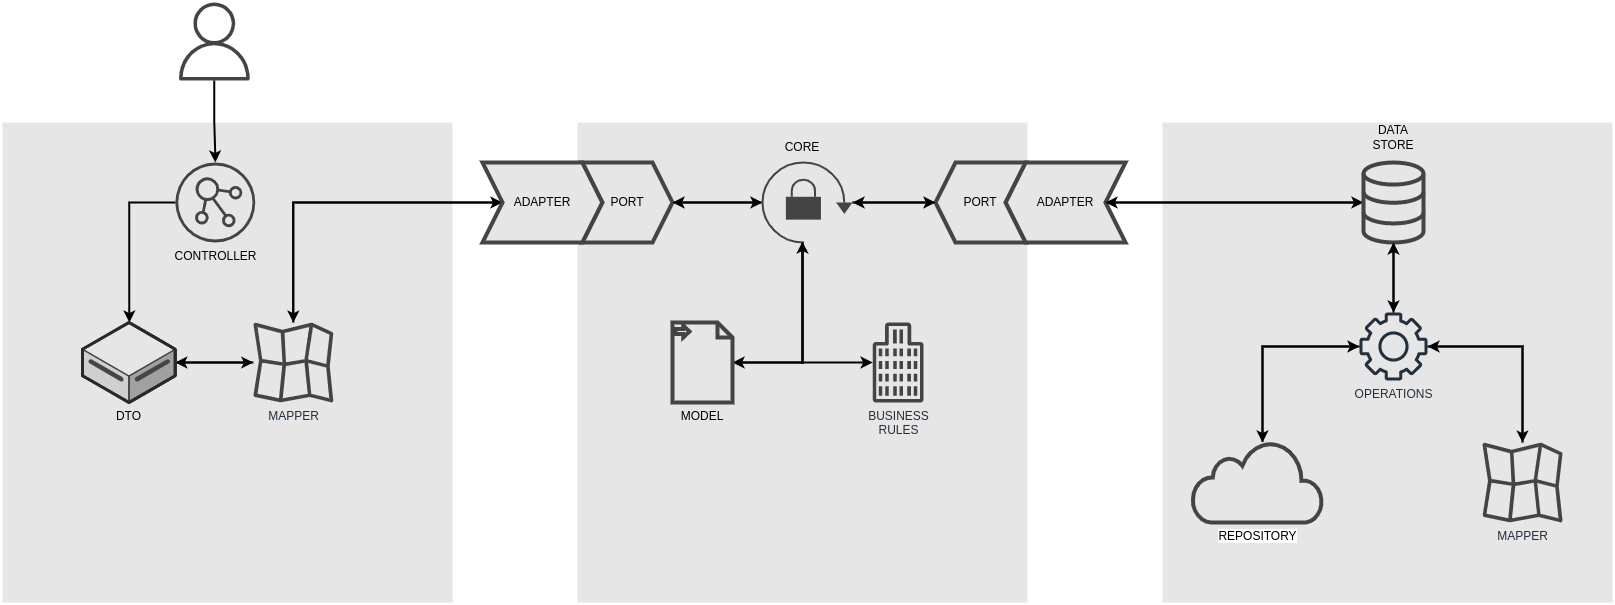 CONTROLLER
DTO
MAPPER
ADAPTER
PORT
CORE
MODEL
BUSINESS
RULES
PORT
ADAPTER
DATA
STORE
OPERATIONS
REPOSITORY
MAPPER